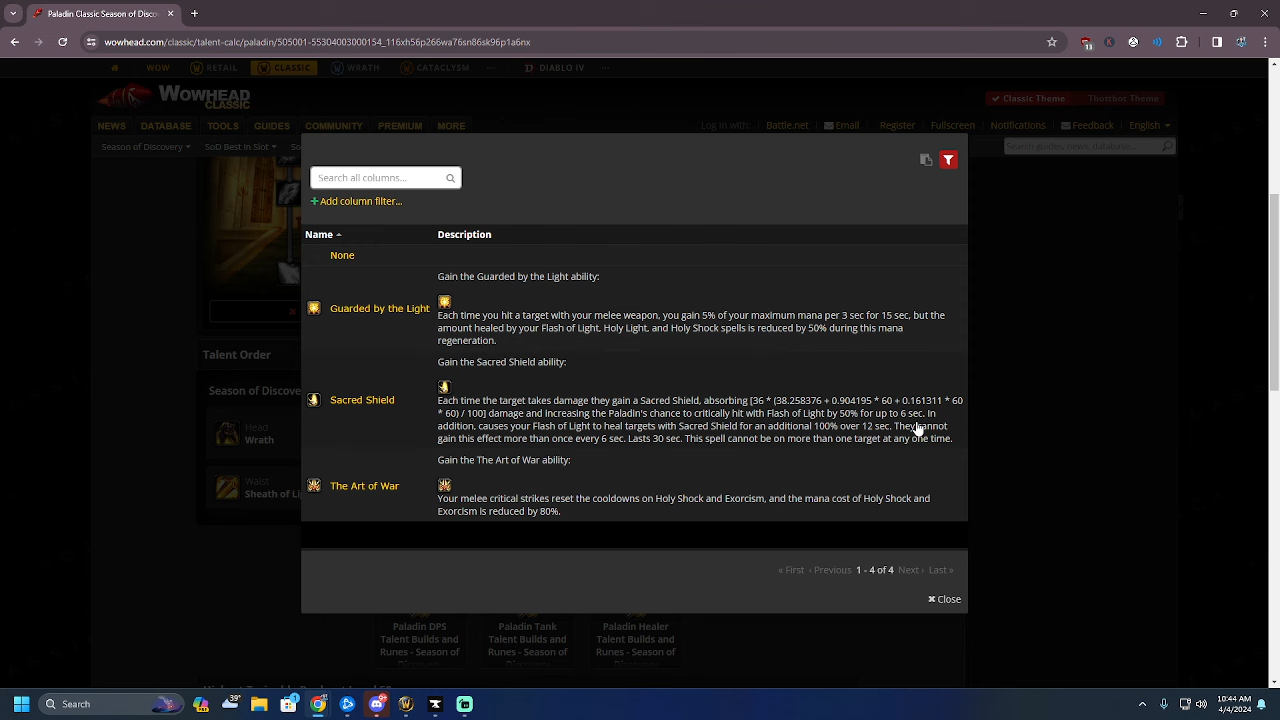 Paladin
wowhead.com/classic/soundtools
WOW RETAIL CLASSIC WRATH CATACLYSM ... DIABLO IV ...
WOWHEAD
CLASSIC
Classic Theme Thottbot Theme
NEWS DATABASE TOOLS GUIDES COMMUNITY PREMIUM MORE
Log in with: Battle.net Email Register Fullscreen Notifications Feedback English
Season of Discovery SoD Best in Slot So
Search guides, news, database...
Search all columns...
Add column filter...
Name Description
None
Gain the Guarded by the Light ability:
Guarded by the Light
Each time you hit a target with your melee weapon, you gain 5% of your maximum mana per 3 sec for 15 sec, but the
amount healed by your Flash of Light, Holy Light, and Holy Shock spells is reduced by 50% during this mana
regeneration.
Gain the Sacred Shield ability:
Sacred Shield
Each time the target takes damage they gain a Sacred Shield, absorbing [36 * (38.258376 + 0.904195 * 60 + 0.161311 * 60
* 60) / 100] damage and increasing the Paladin's chance to critically hit with Flash of Light by 50% for up to 6 sec. In
addition, causes your Flash of Light to heal targets with Sacred Shield for an additional 100% over 12 sec. They cannot
gain this effect more than once every 6 sec. Lasts 30 sec. This spell cannot be on more than one target at any one time.
Gain the The Art of War ability:
The Art of War
Your melee critical strikes reset the cooldowns on Holy Shock and Exorcism, and the mana cost of Holy Shock and
Exorcism is reduced by 80%.
« First ‹ Previous 1 - 4 of 4 Next › Last »
Close
Talent Order
Season of Discove
Head
Wrath
Waist
Sheath of Li
Paladin DPS
Talent Builds and
Runes - Season of
Paladin Tank
Talent Builds and
Runes - Season of
Paladin Healer
Talent Builds and
Runes - Season of
Search
39°
10:44 AM
4/4/2024